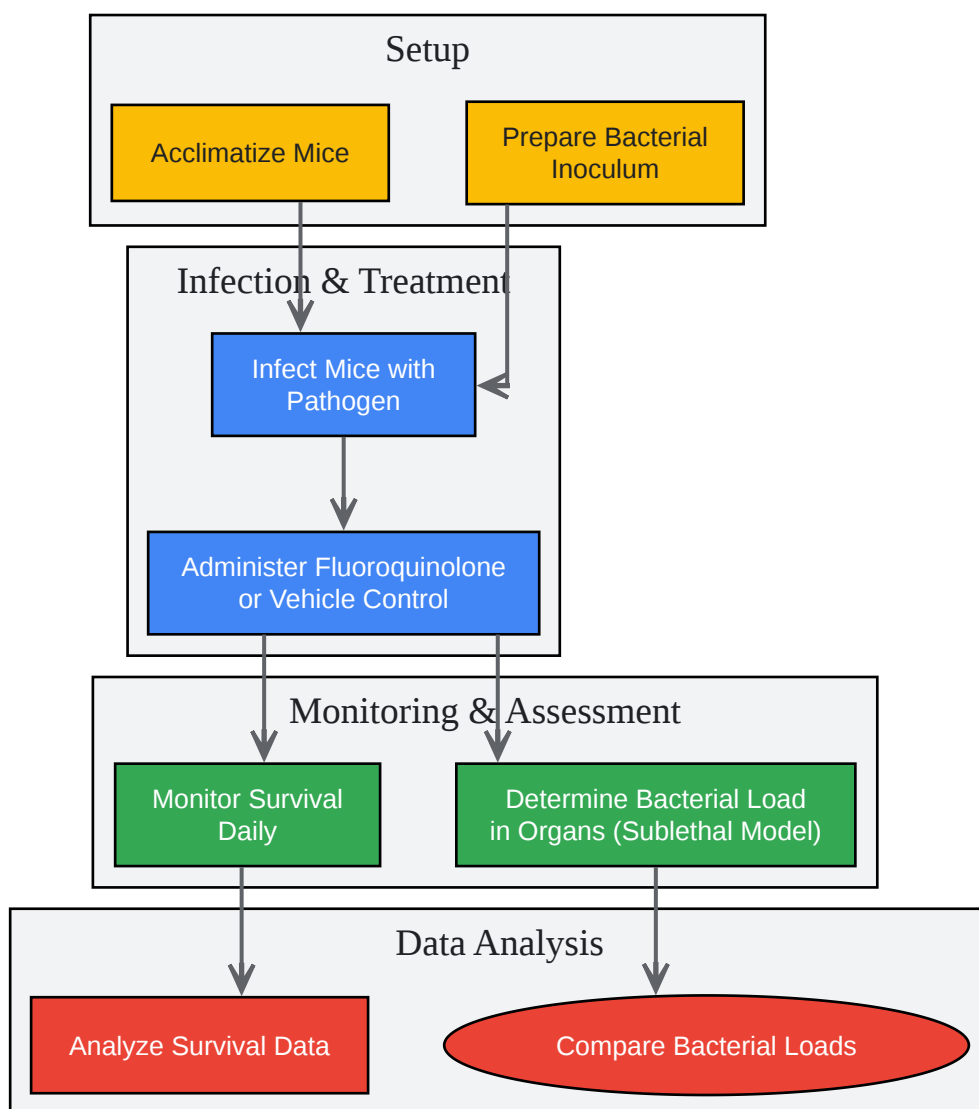 Setup
Acclimatize Mice
Prepare Bacterial
Inoculum
Infection & Treatment
Infect Mice with
Pathogen
Administer Fluoroquinolone
or Vehicle Control
Monitoring & Assessment
Monitor Survival
Daily
Determine Bacterial Load
in Organs (Sublethal Model)
Data Analysis
Analyze Survival Data
Compare Bacterial Loads